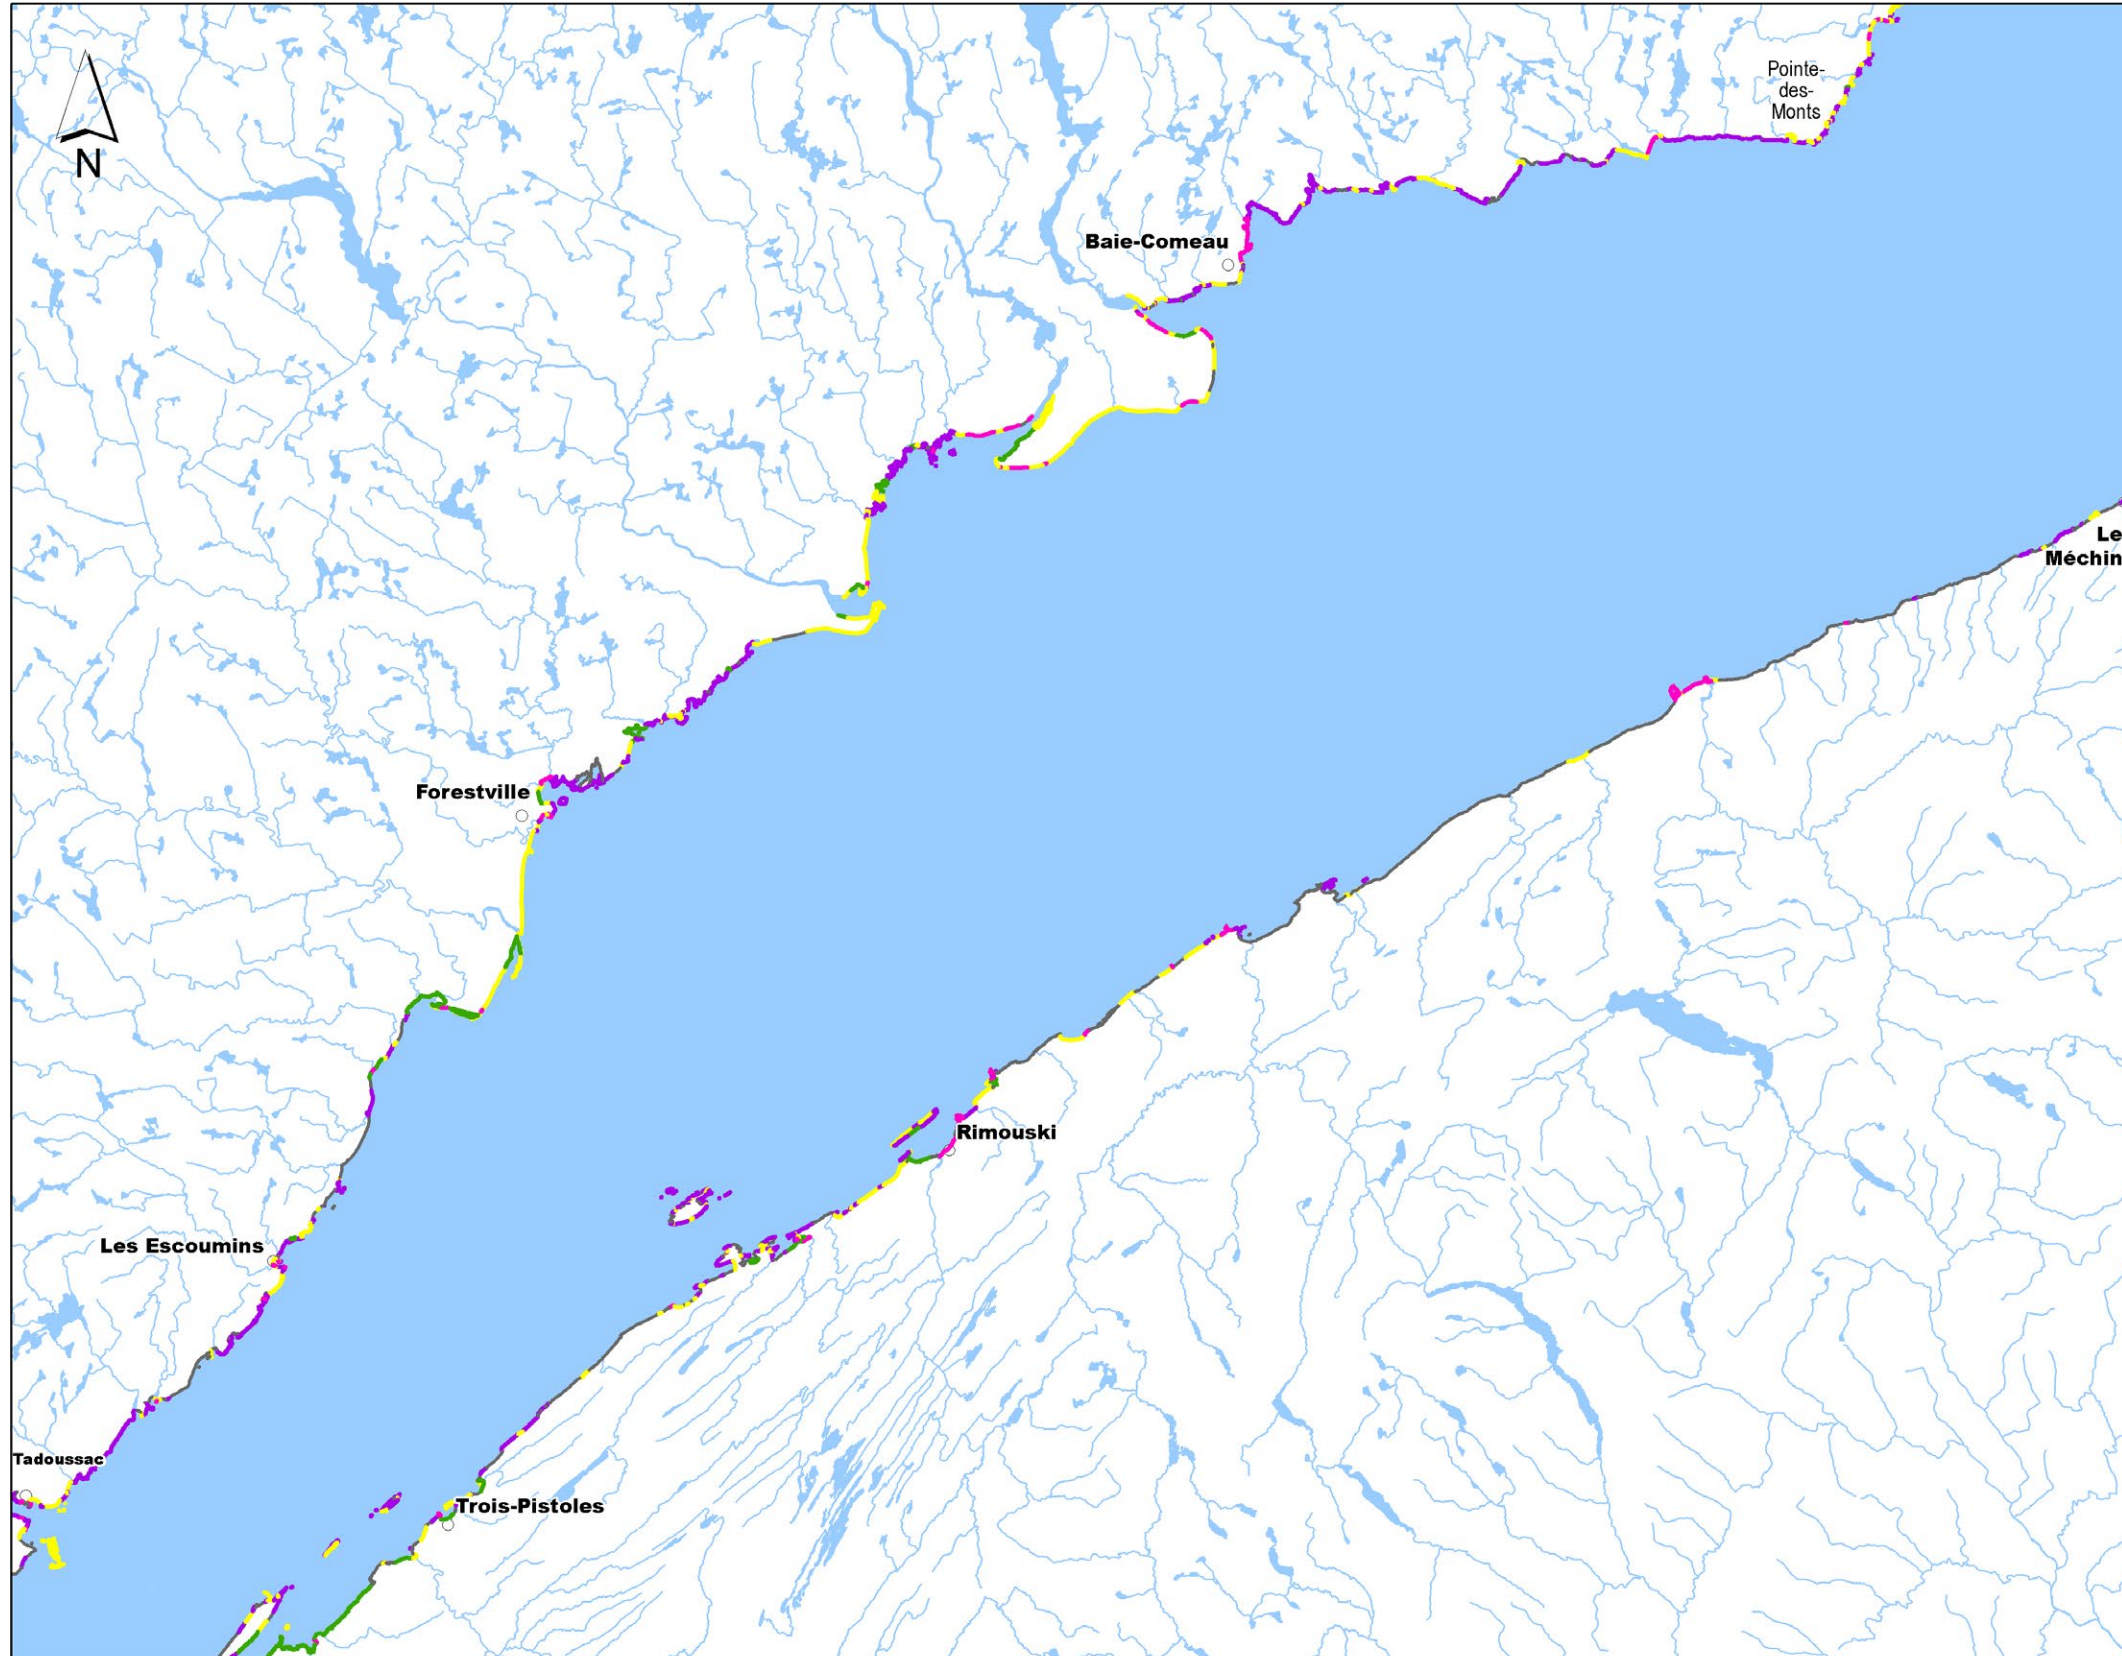 Pointe-
des-
Monts
N
Baie-Comeau
Le
Méchin
Forestville
Rimouski
Les Escoumins
Tadoussac
Trois-Pistoles